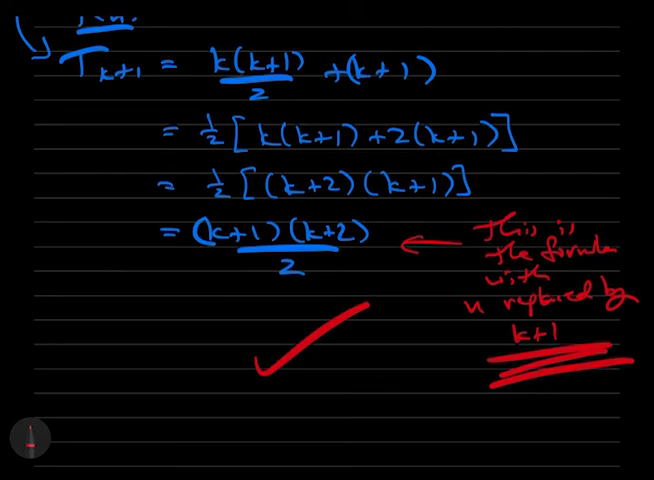 T_{k+1} = k(k+1)/2 + (k+1)
= 1/2 [ k(k+1) + 2(k+1) ]
= 1/2 [ (k+2)(k+1) ]
= (k+1)(k+2)/2
this is
the formula
with
n replaced by
k+1